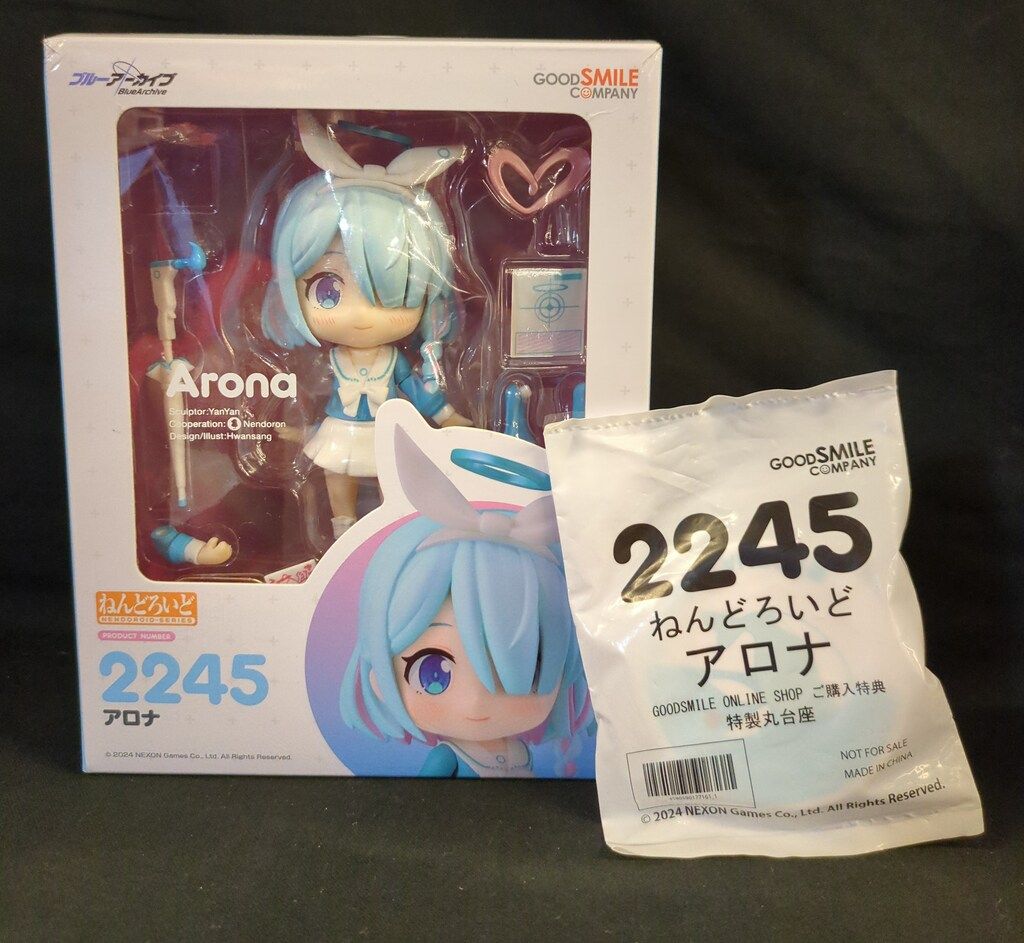 ブルーアーカイブ
BlueArchive
GOODSMILE
COMPANY
Arona
Sculptor:YanYan
Cooperation: Nendoron
Design/Illust:Hwansang
ねんどろいど
NENDOROID-SERIES
PRODUCT NUMBER
2245
アロナ
© 2024 NEXON Games Co., Ltd. All Rights Reserved.
GOODSMILE
COMPANY
2245
ねんどろいど
アロナ
GOODSMILE ONLINE SHOP ご購入特典
特製丸台座
NOT FOR SALE
MADE IN CHINA
© 2024 NEXON Games Co., Ltd. All Rights Reserved.